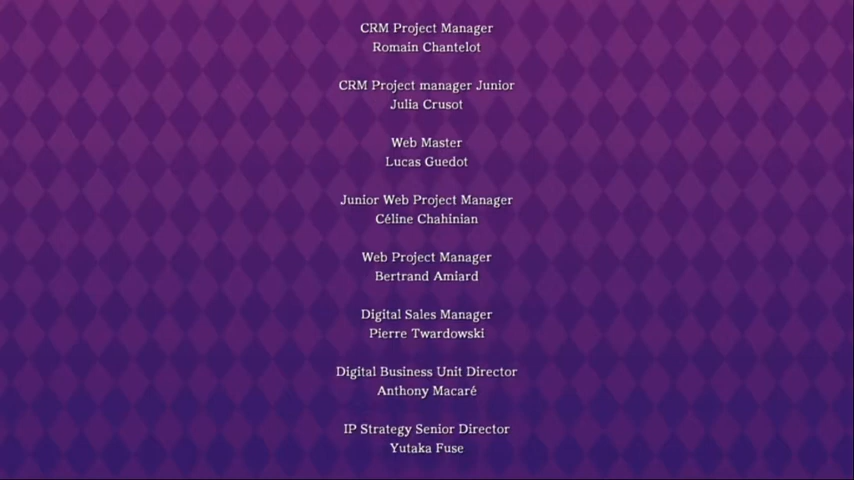 CRM Project Manager
Romain Chantelot
CRM Project manager Junior
Julia Crusot
Web Master
Lucas Guedot
Junior Web Project Manager
Céline Chahinian
Web Project Manager
Bertrand Amiard
Digital Sales Manager
Pierre Twardowski
Digital Business Unit Director
Anthony Macaré
IP Strategy Senior Director
Yutaka Fuse